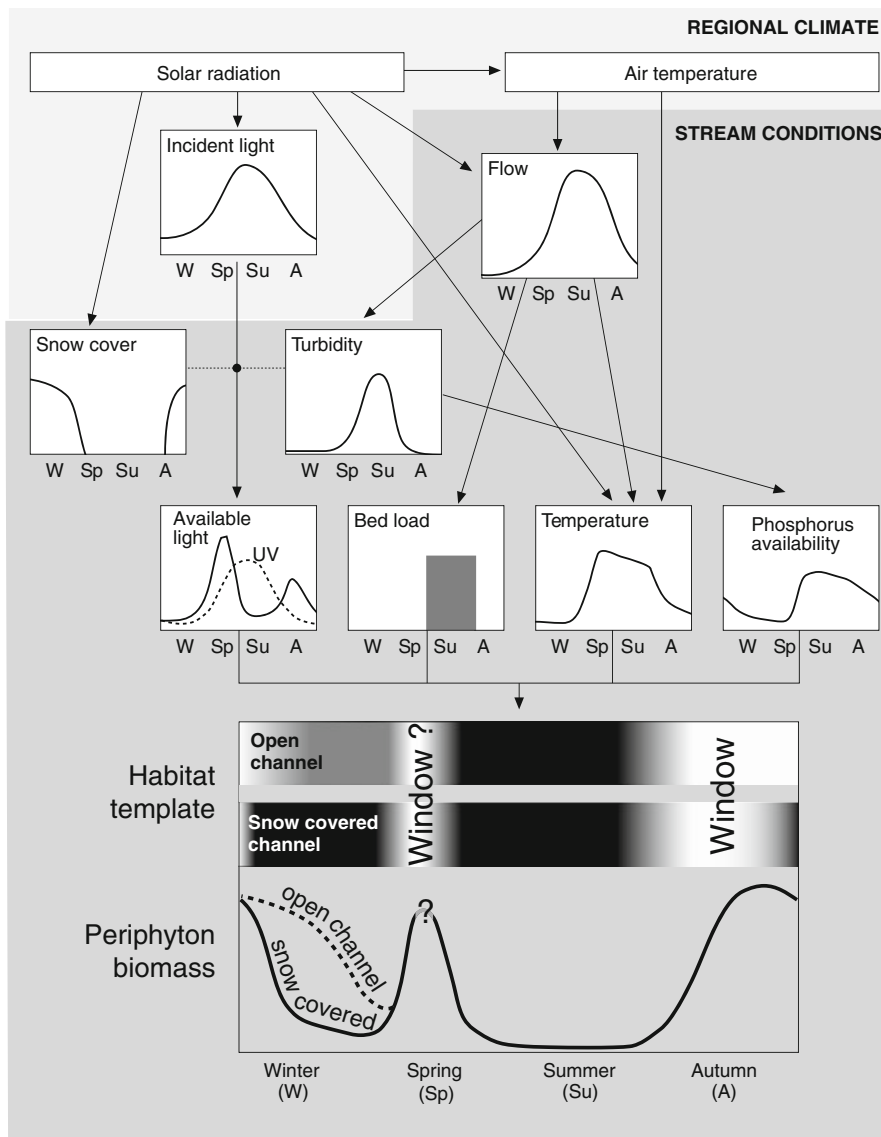 REGIONAL CLIMATE
Solar radiation
Air temperature
STREAM CONDITIONS
Incident light
W Sp Su A
Flow
W Sp Su A
Snow cover
W Sp Su A
Turbidity
W Sp Su A
Available
light
UV
W Sp Su A
Bed load
W Sp Su A
Temperature
W Sp Su A
Phosphorus
availability
W Sp Su A
Habitat
template
Open
channel
Snow covered
channel
Window ?
Window
Periphyton
biomass
open channel
snow covered
?
Winter
(W)
Spring
(Sp)
Summer
(Su)
Autumn
(A)